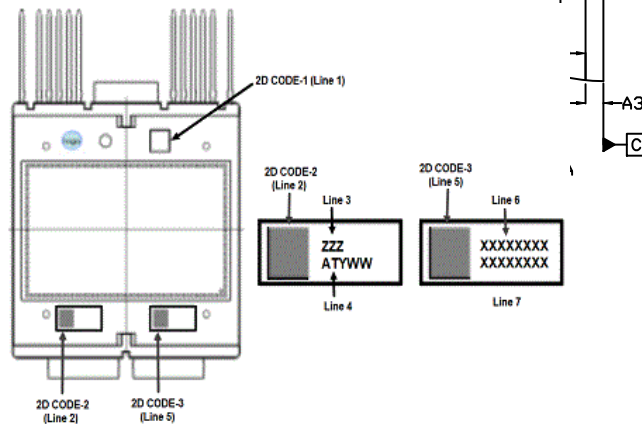 2D CODE-1 (Line 1)
A3
C
2D CODE-2
(Line 2)
Line 3
ZZZ
ATYWW
Line 4
2D CODE-3
(Line 5)
Line 6
XXXXXXXX
XXXXXXXX
Line 7
2D CODE-2
(Line 2)
2D CODE-3
(Line 5)